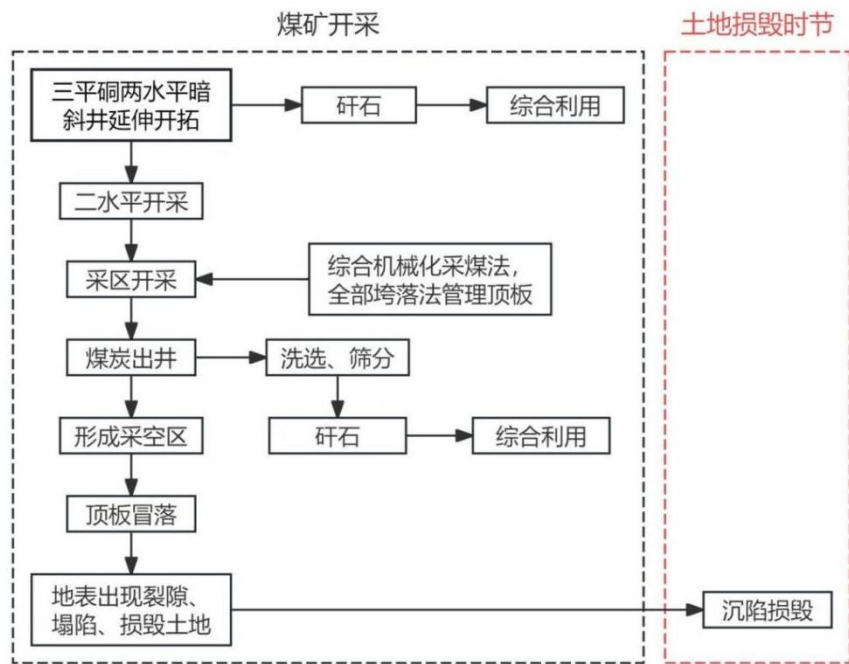 煤矿开采
土地损毁时节
三平硐两水平暗
斜井延伸开拓
矸石
综合利用
二水平开采
采区开采
综合机械化采煤法，
全部垮落法管理顶板
煤炭出井
洗选、筛分
形成采空区
矸石
综合利用
顶板冒落
地表出现裂隙、
塌陷、损毁土地
沉陷损毁